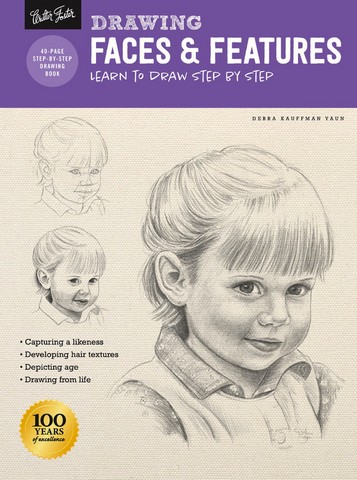 Walter Foster
40-PAGE
STEP-BY-STEP
DRAWING
BOOK
DRAWING
FACES & FEATURES
LEARN TO DRAW STEP BY STEP
DEBRA KAUFFMAN YAUN
• Capturing a likeness
• Developing hair textures
• Depicting age
• Drawing from life
100
YEARS
of excellence